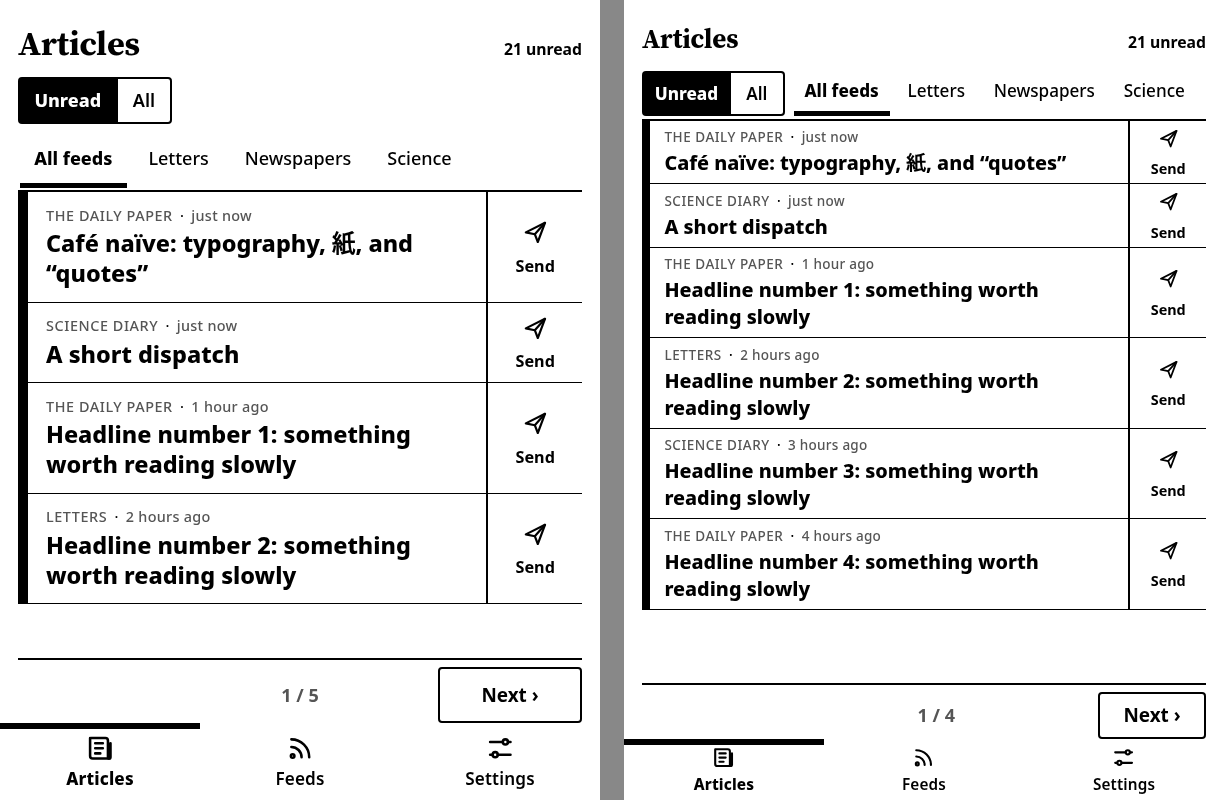 Articles
21 unread
Unread
All
All feeds
Letters
Newspapers
Science
THE DAILY PAPER · just now
Café naïve: typography, 紙, and
“quotes”
Send
SCIENCE DIARY · just now
A short dispatch
Send
THE DAILY PAPER · 1 hour ago
Headline number 1: something
worth reading slowly
Send
LETTERS · 2 hours ago
Headline number 2: something
worth reading slowly
Send
1 / 5
Next ›
Articles
Feeds
Settings
Articles
21 unread
Unread
All
All feeds
Letters
Newspapers
Science
THE DAILY PAPER · just now
Café naïve: typography, 紙, and “quotes”
Send
SCIENCE DIARY · just now
A short dispatch
Send
THE DAILY PAPER · 1 hour ago
Headline number 1: something worth
reading slowly
Send
LETTERS · 2 hours ago
Headline number 2: something worth
reading slowly
Send
SCIENCE DIARY · 3 hours ago
Headline number 3: something worth
reading slowly
Send
THE DAILY PAPER · 4 hours ago
Headline number 4: something worth
reading slowly
Send
1 / 4
Next ›
Articles
Feeds
Settings